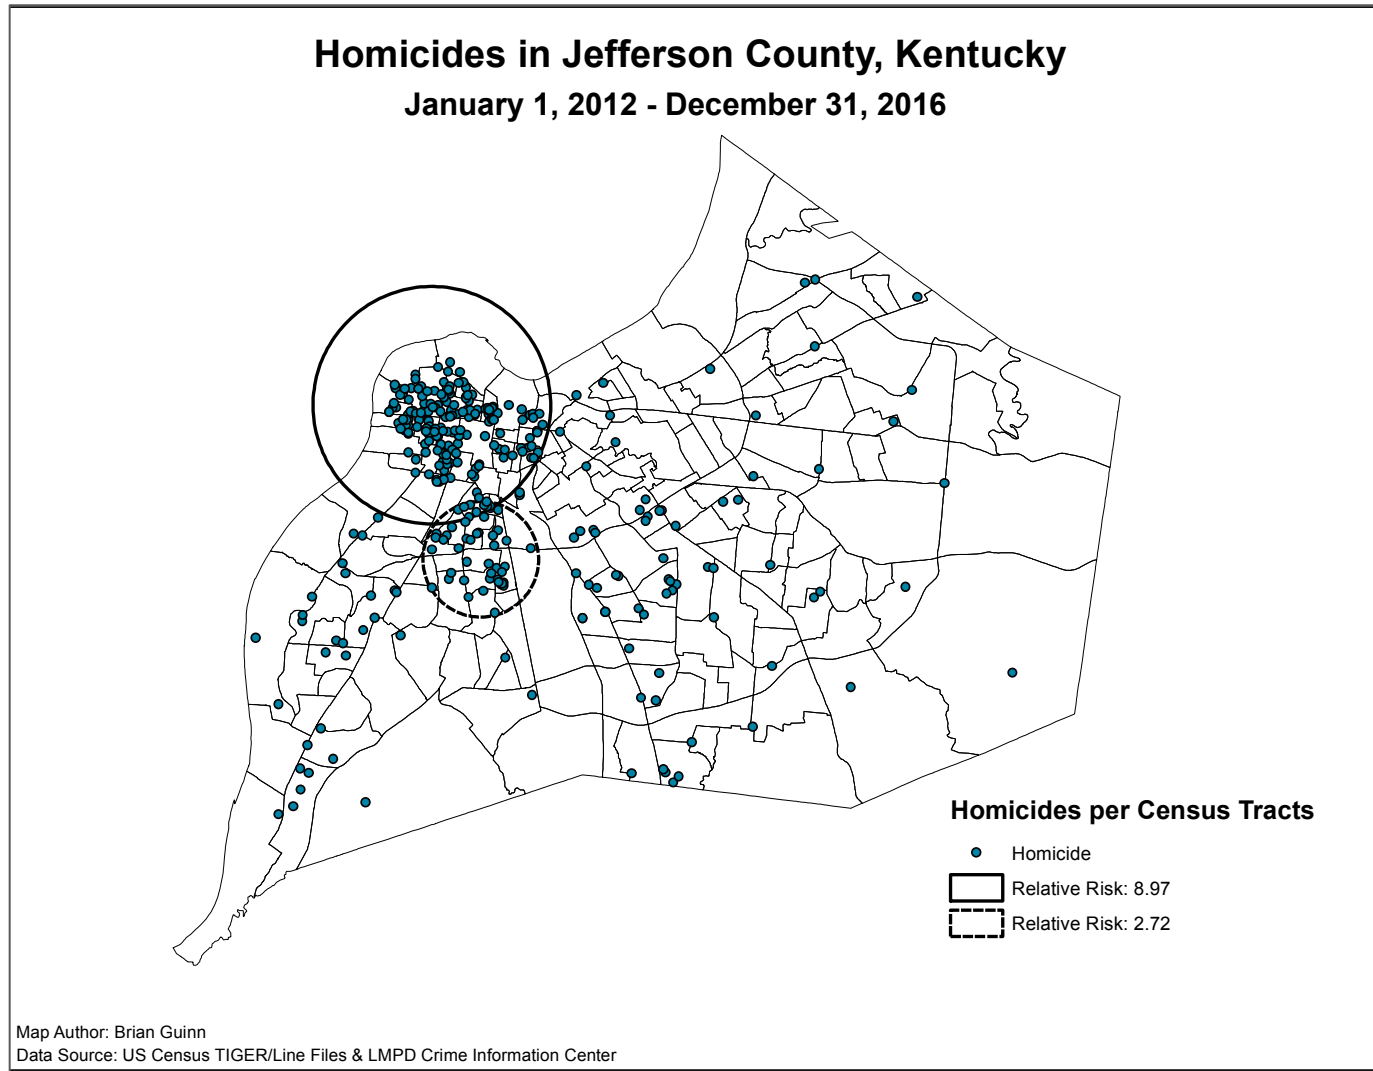 Homicides in Jefferson County, Kentucky
January 1, 2012 - December 31, 2016
Homicides per Census Tracts
Homicide
Relative Risk: 8.97
Relative Risk: 2.72
Map Author: Brian Guinn
Data Source: US Census TIGER/Line Files & LMPD Crime Information Center